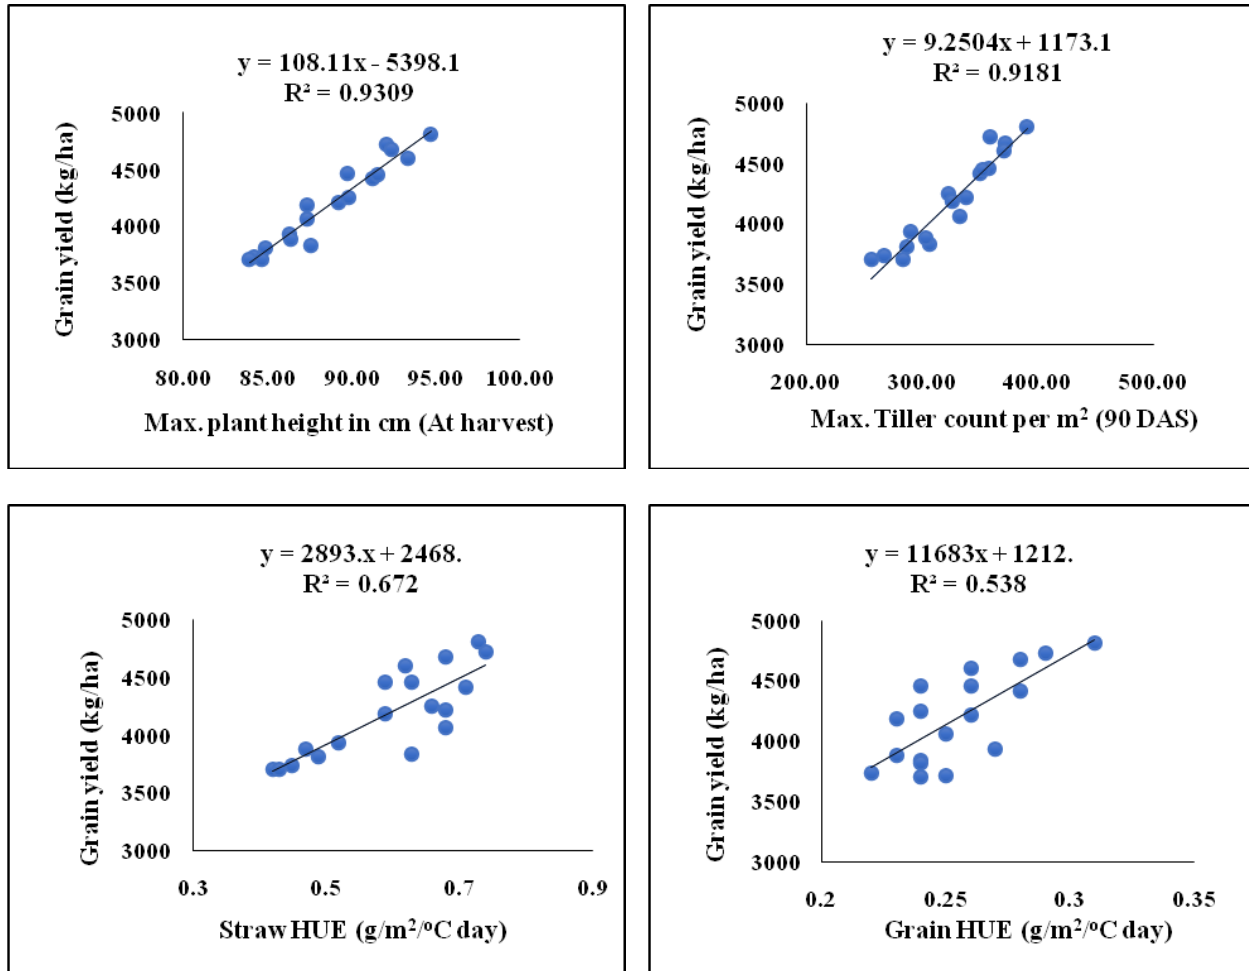 y = 108.11x - 5398.1
R² = 0.9309
Grain yield (kg/ha)
5000
4500
4000
3500
3000
80.00 85.00 90.00 95.00 100.00
Max. plant height in cm (At harvest)
y = 9.2504x + 1173.1
R² = 0.9181
Grain yield (kg/ha)
5000
4500
4000
3500
3000
200.00 300.00 400.00 500.00
Max. Tiller count per m² (90 DAS)
y = 2893.x + 2468.
R² = 0.672
Grain yield (kg/ha)
5000
4500
4000
3500
3000
0.3 0.5 0.7 0.9
Straw HUE (g/m²/°C day)
y = 11683x + 1212.
R² = 0.538
Grain yield (kg/ha)
5000
4500
4000
3500
3000
0.2 0.25 0.3 0.35
Grain HUE (g/m²/°C day)